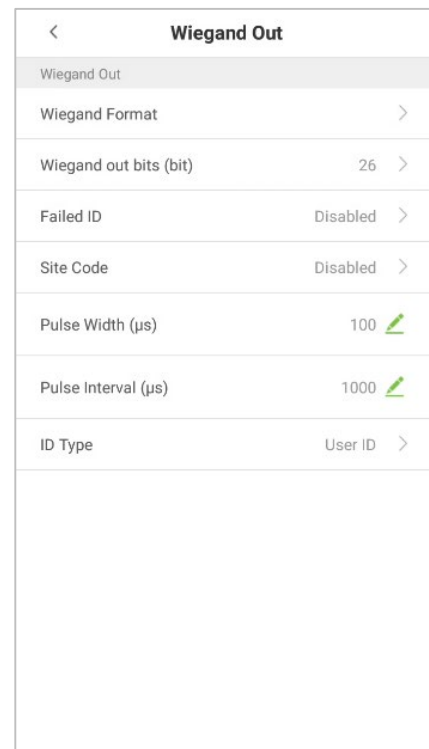 Wiegand Out
Wiegand Out
Wiegand Format
Wiegand out bits (bit) 26
Failed ID Disabled
Site Code Disabled
Pulse Width (µs) 100
Pulse Interval (µs) 1000
ID Type User ID